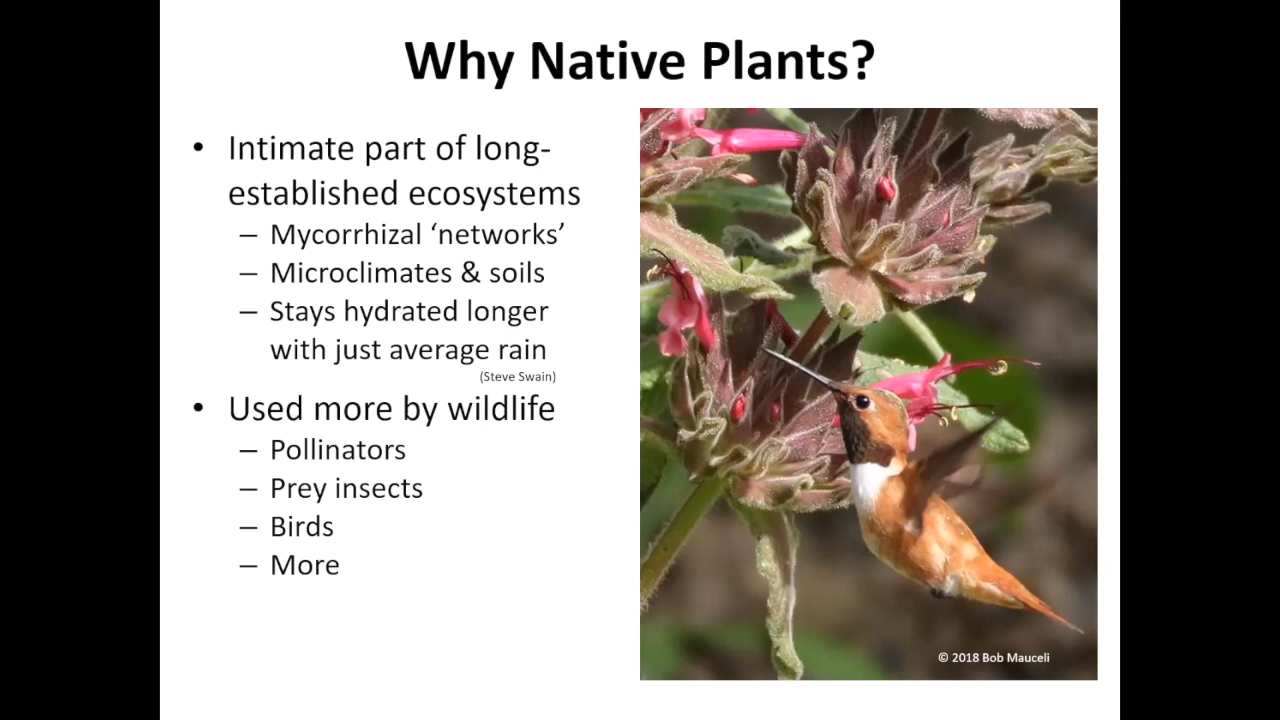 Why Native Plants?
• Intimate part of long-
established ecosystems
– Mycorrhizal ‘networks’
– Microclimates & soils
– Stays hydrated longer
with just average rain
(Steve Swain)
• Used more by wildlife
– Pollinators
– Prey insects
– Birds
– More
© 2018 Bob Mauceli